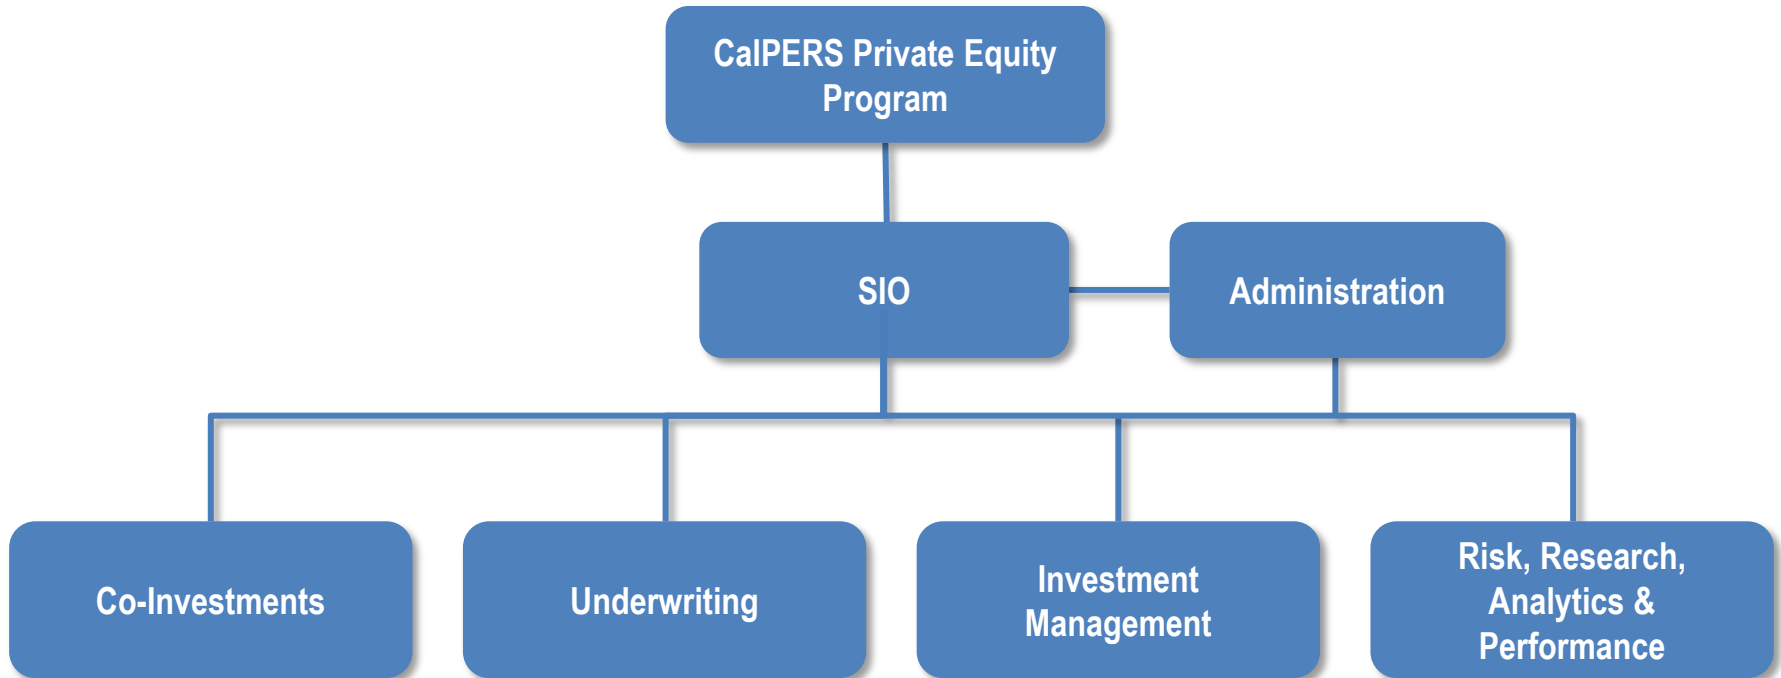 CalPERS Private Equity
Program
SIO
Administration
Co-Investments
Underwriting
Investment
Management
Risk, Research,
Analytics &
Performance